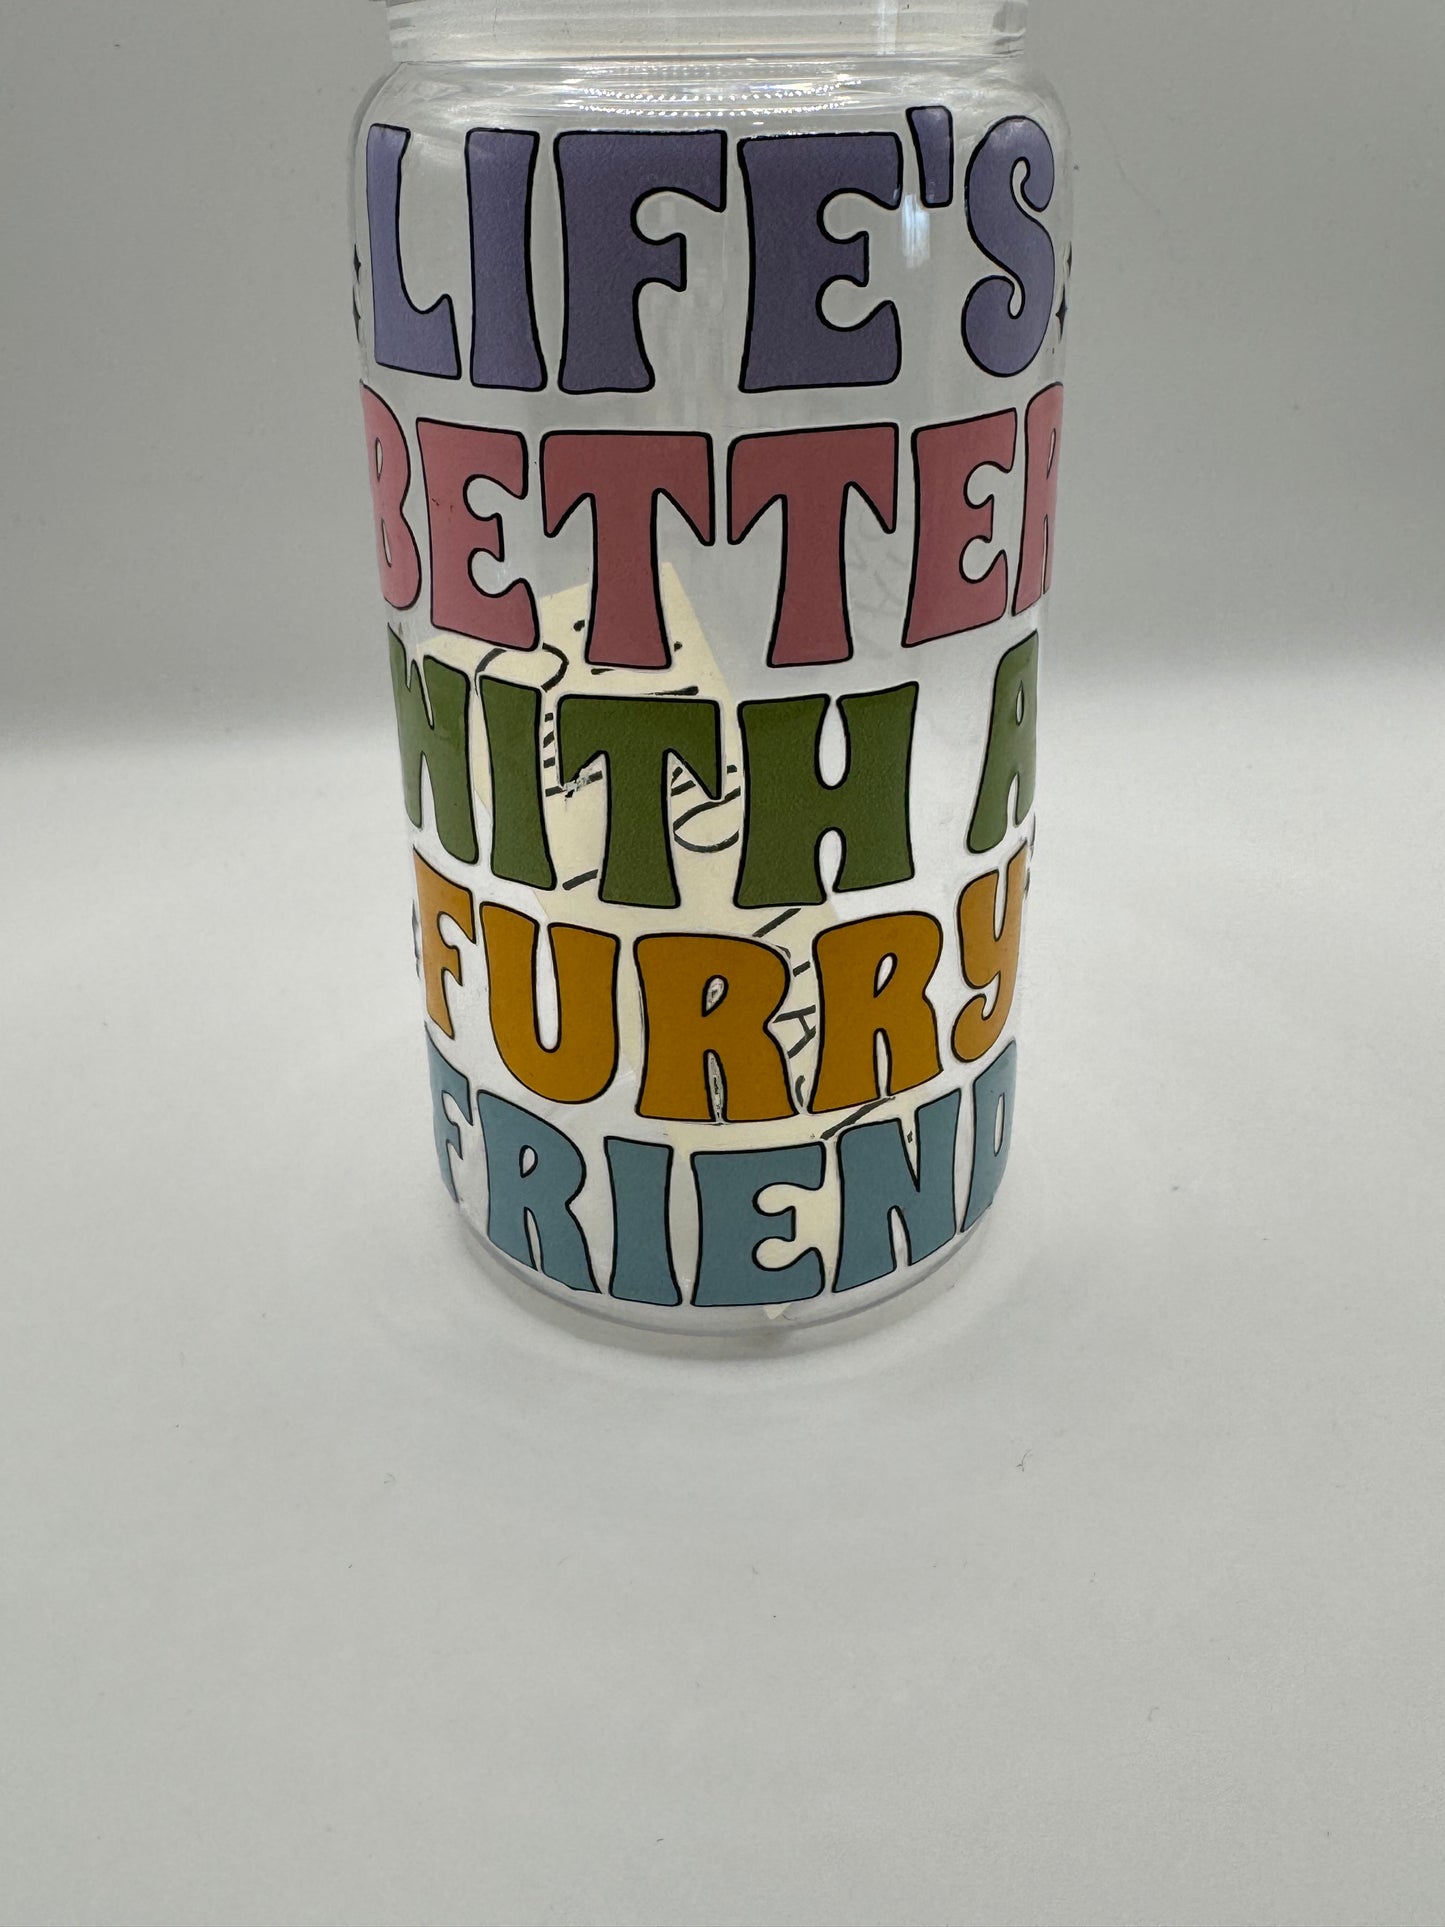 LIFE'S
BETTER
WITH A
FURRY
FRIEND